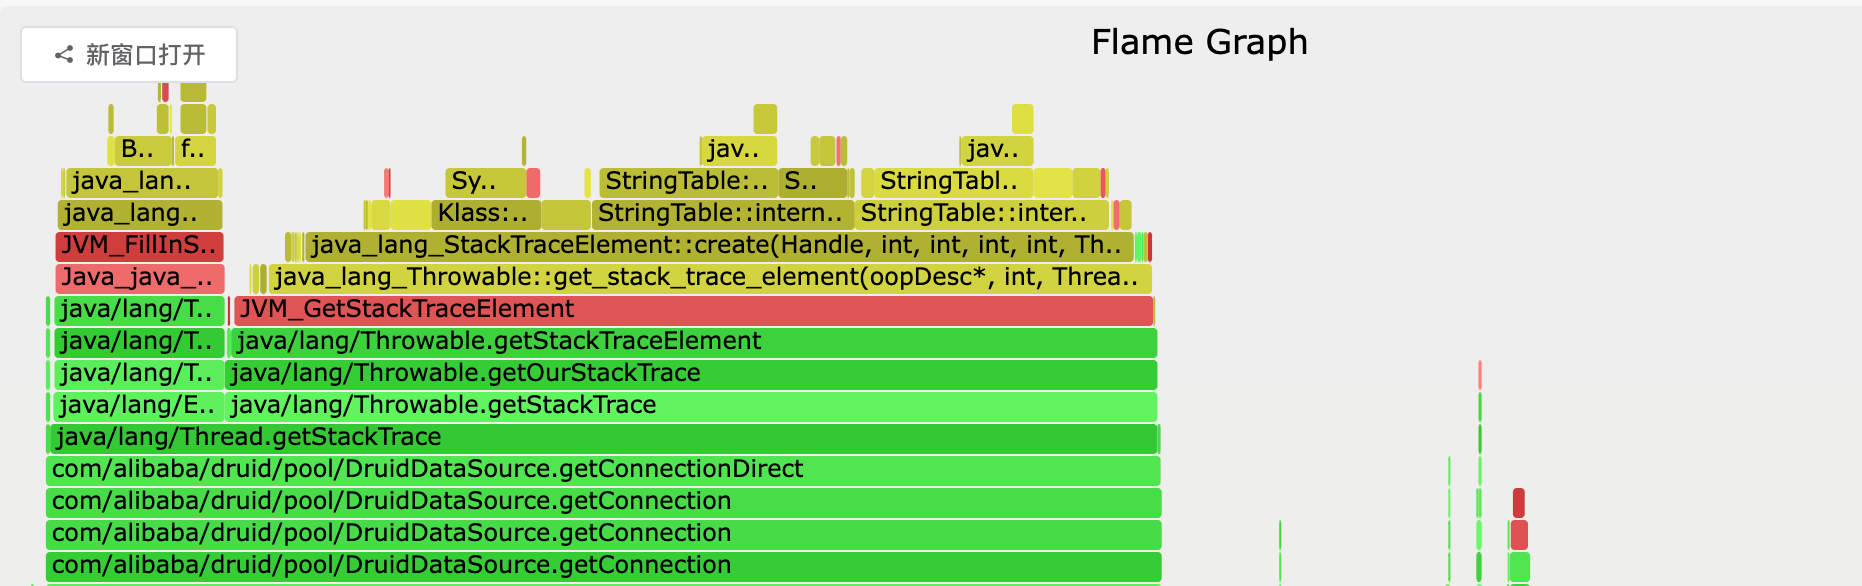 Flame Graph
新窗口打开
B.. f.. jav.. jav..
java_lan.. Sy.. StringTable:.. S.. StringTabl..
java_lang.. Klass:.. StringTable::intern.. StringTable::inter..
JVM_FillInS.. java_lang_StackTraceElement::create(Handle, int, int, int, int, Th..
Java_java_.. java_lang_Throwable::get_stack_trace_element(oopDesc*, int, Threa..
java/lang/T.. JVM_GetStackTraceElement
java/lang/T.. java/lang/Throwable.getStackTraceElement
java/lang/T.. java/lang/Throwable.getOurStackTrace
java/lang/E.. java/lang/Throwable.getStackTrace
java/lang/Thread.getStackTrace
com/alibaba/druid/pool/DruidDataSource.getConnectionDirect
com/alibaba/druid/pool/DruidDataSource.getConnection
com/alibaba/druid/pool/DruidDataSource.getConnection
com/alibaba/druid/pool/DruidDataSource.getConnection